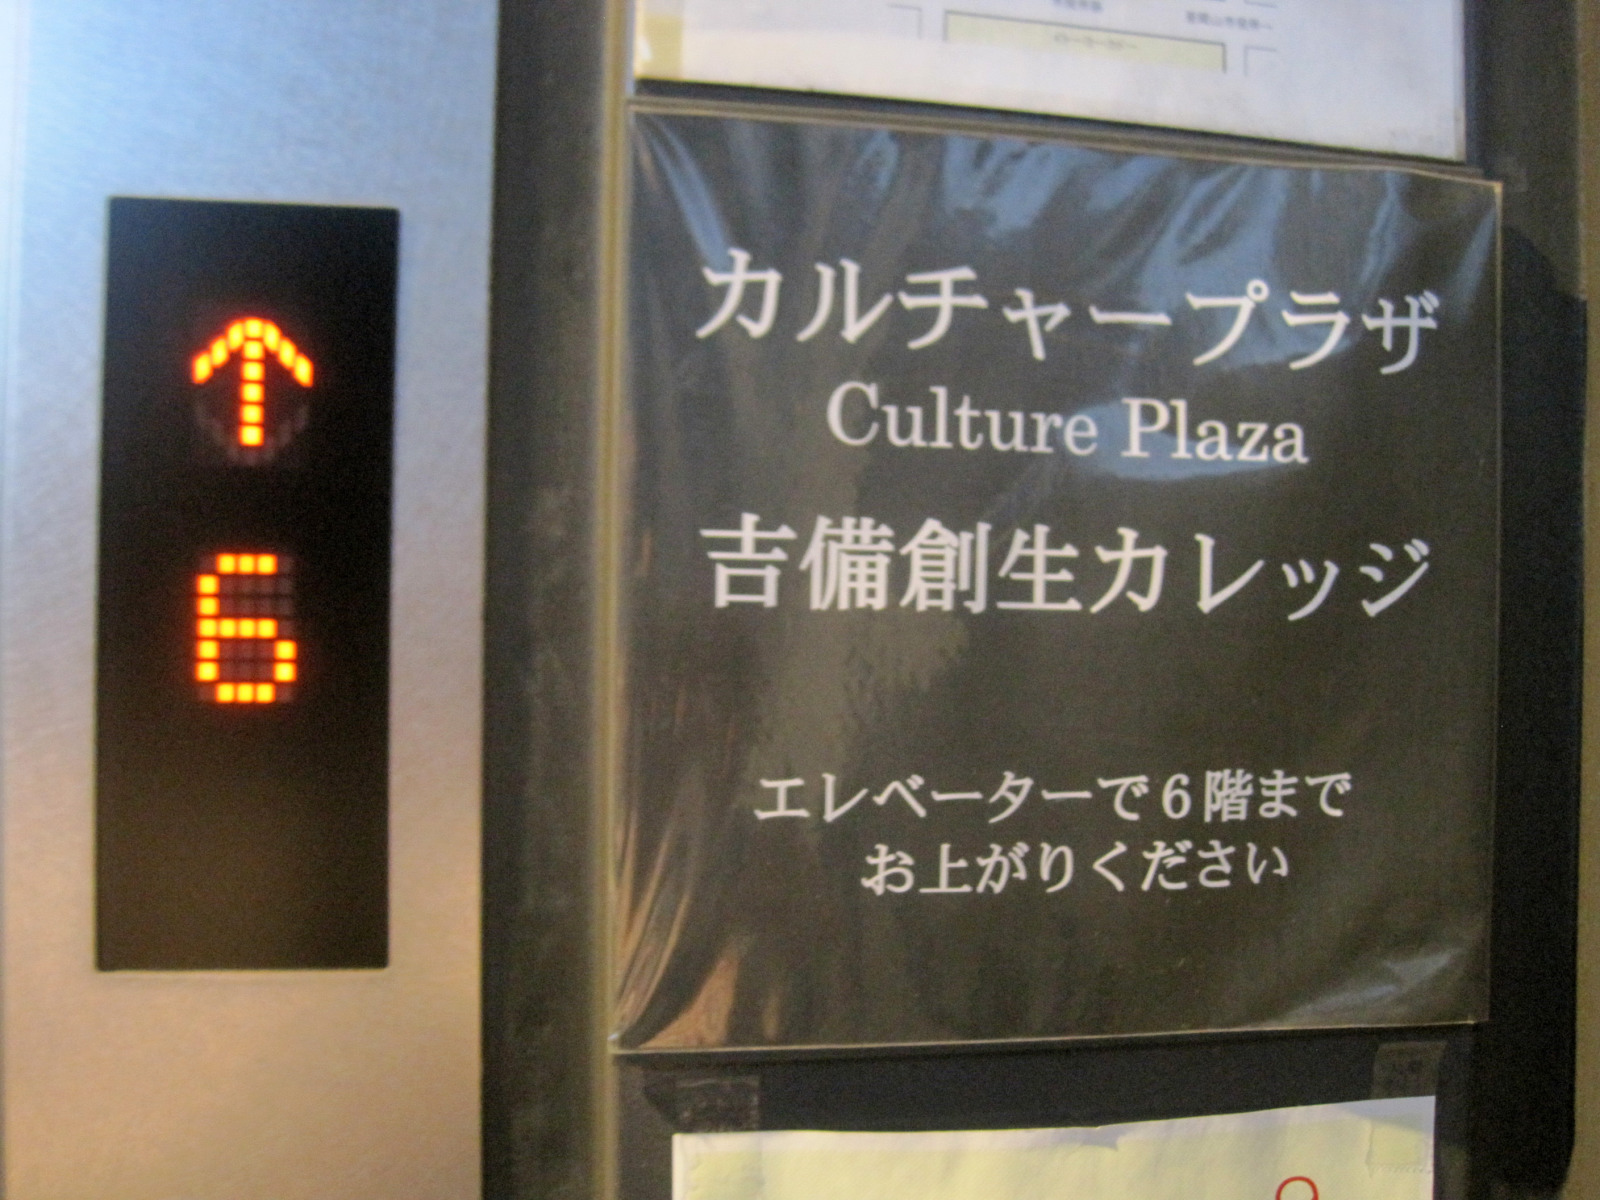 ↑
6
カルチャープラザ
Culture Plaza
吉備創生カレッジ
エレベーターで6階まで
お上がりください